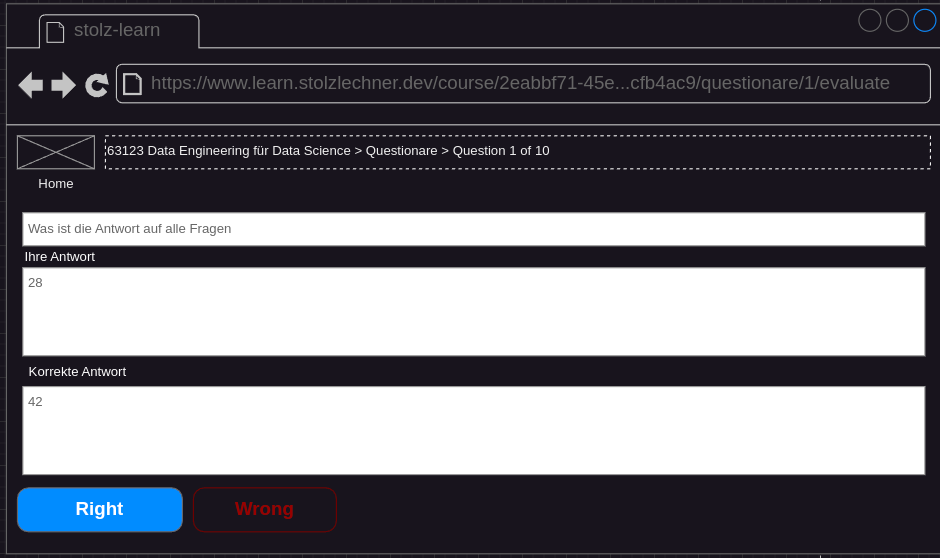 stolz-learn
https://www.learn.stolzlechner.dev/course/2eabbf71-45e...cfb4ac9/questionare/1/evaluate
63123 Data Engineering für Data Science > Questionare > Question 1 of 10
Home
Was ist die Antwort auf alle Fragen
Ihre Antwort
28
Korrekte Antwort
42
Right
Wrong